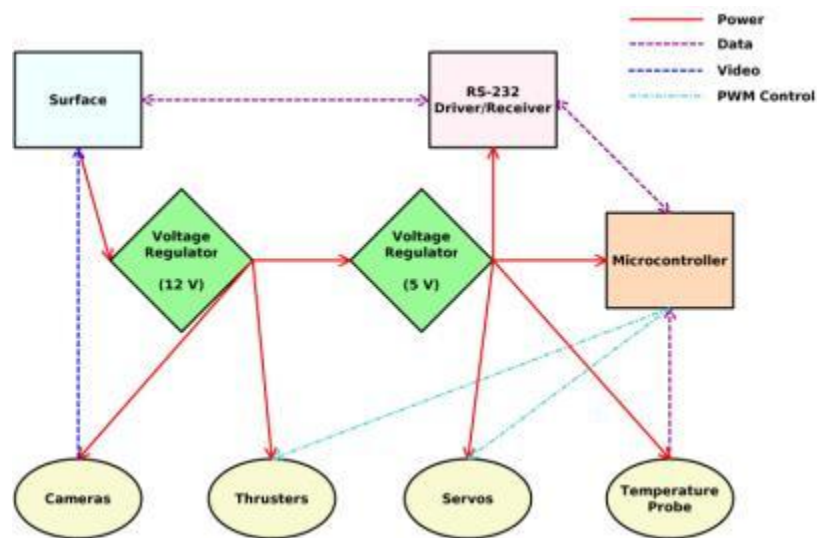 Power
Data
Video
PWM Control
Surface
RS-232
Driver/Receiver
Voltage
Regulator
(12 V)
Voltage
Regulator
(5 V)
Microcontroller
Cameras
Thrusters
Servos
Temperature
Probe